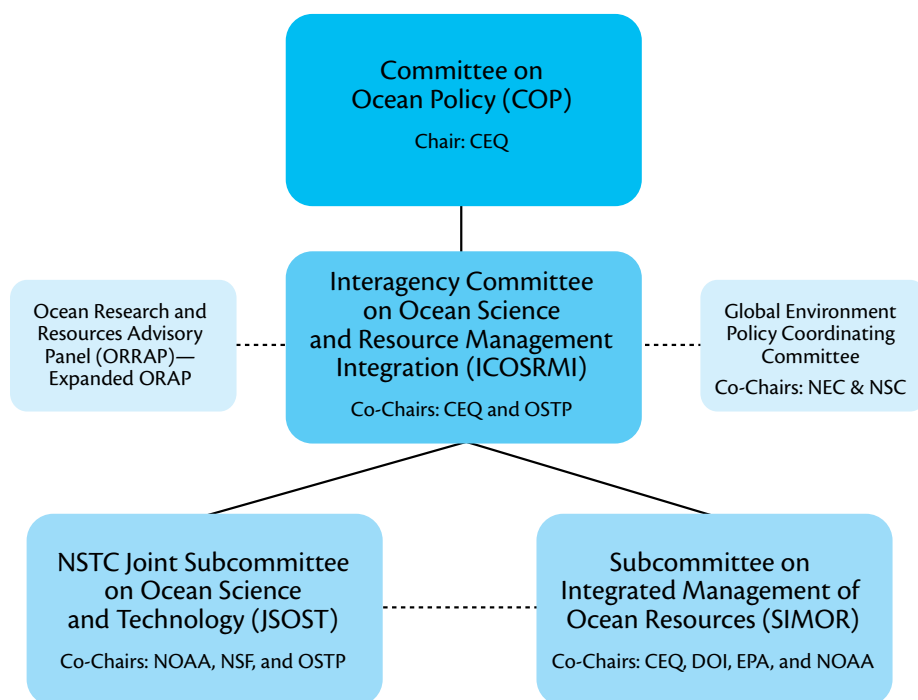 Committee on
Ocean Policy (COP)
Chair: CEQ
Interagency Committee
on Ocean Science
and Resource Management
Integration (ICOSRMI)
Co-Chairs: CEQ and OSTP
Ocean Research and
Resources Advisory
Panel (ORRAP)—
Expanded ORAP
Global Environment
Policy Coordinating
Committee
Co-Chairs: NEC & NSC
NSTC Joint Subcommittee
on Ocean Science
and Technology (JSOST)
Co-Chairs: NOAA, NSF, and OSTP
Subcommittee on
Integrated Management of
Ocean Resources (SIMOR)
Co-Chairs: CEQ, DOI, EPA, and NOAA